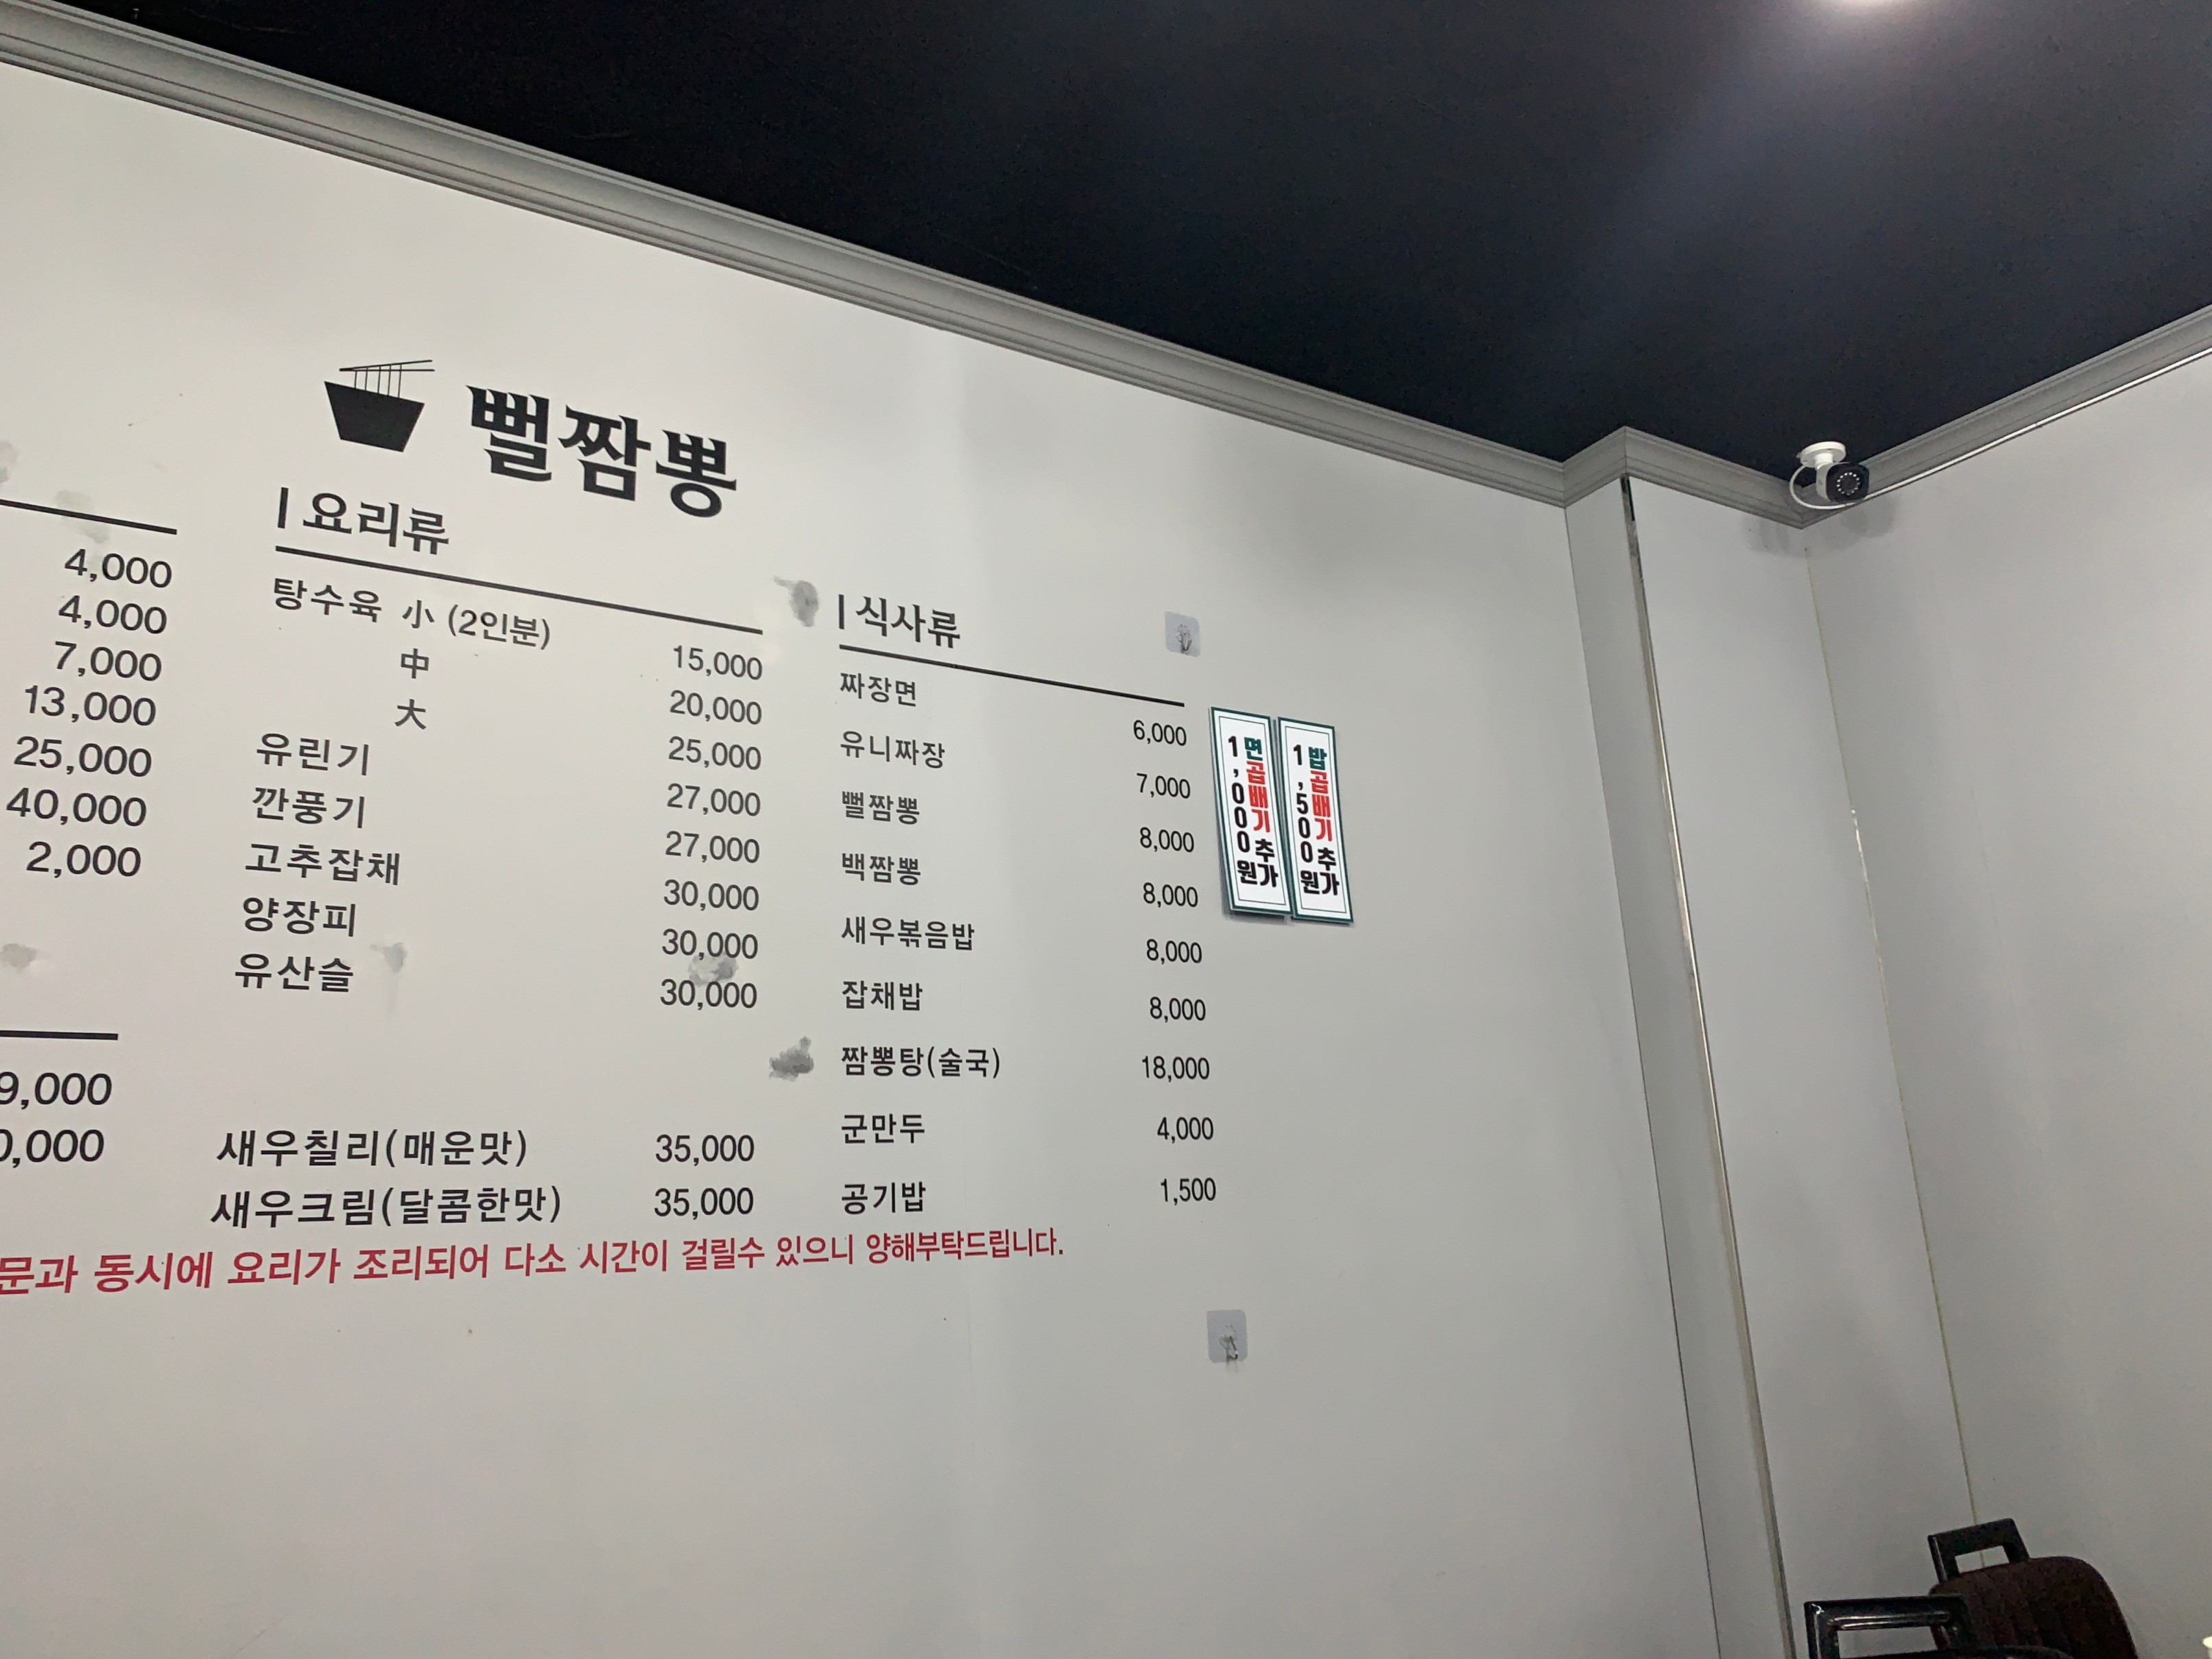 뻘짬뽕
4,000
4,000
7,000
13,000
25,000
40,000
2,000
9,000
0,000
요리류
탕수육 小 (2인분) 15,000
中 20,000
大 25,000
유린기 27,000
깐풍기 27,000
고추잡채 30,000
양장피 30,000
유산슬 30,000
새우칠리(매운맛) 35,000
새우크림(달콤한맛) 35,000
식사류
짜장면 6,000
유니짜장 7,000
뻘짬뽕 8,000
백짬뽕 8,000
새우볶음밥 8,000
잡채밥 8,000
짬뽕탕(술국) 18,000
군만두 4,000
공기밥 1,500
면곱배기 추가
1,000원
밥곱배기 추가
1,500원
문과 동시에 요리가 조리되어 다소 시간이 걸릴수 있으니 양해부탁드립니다.